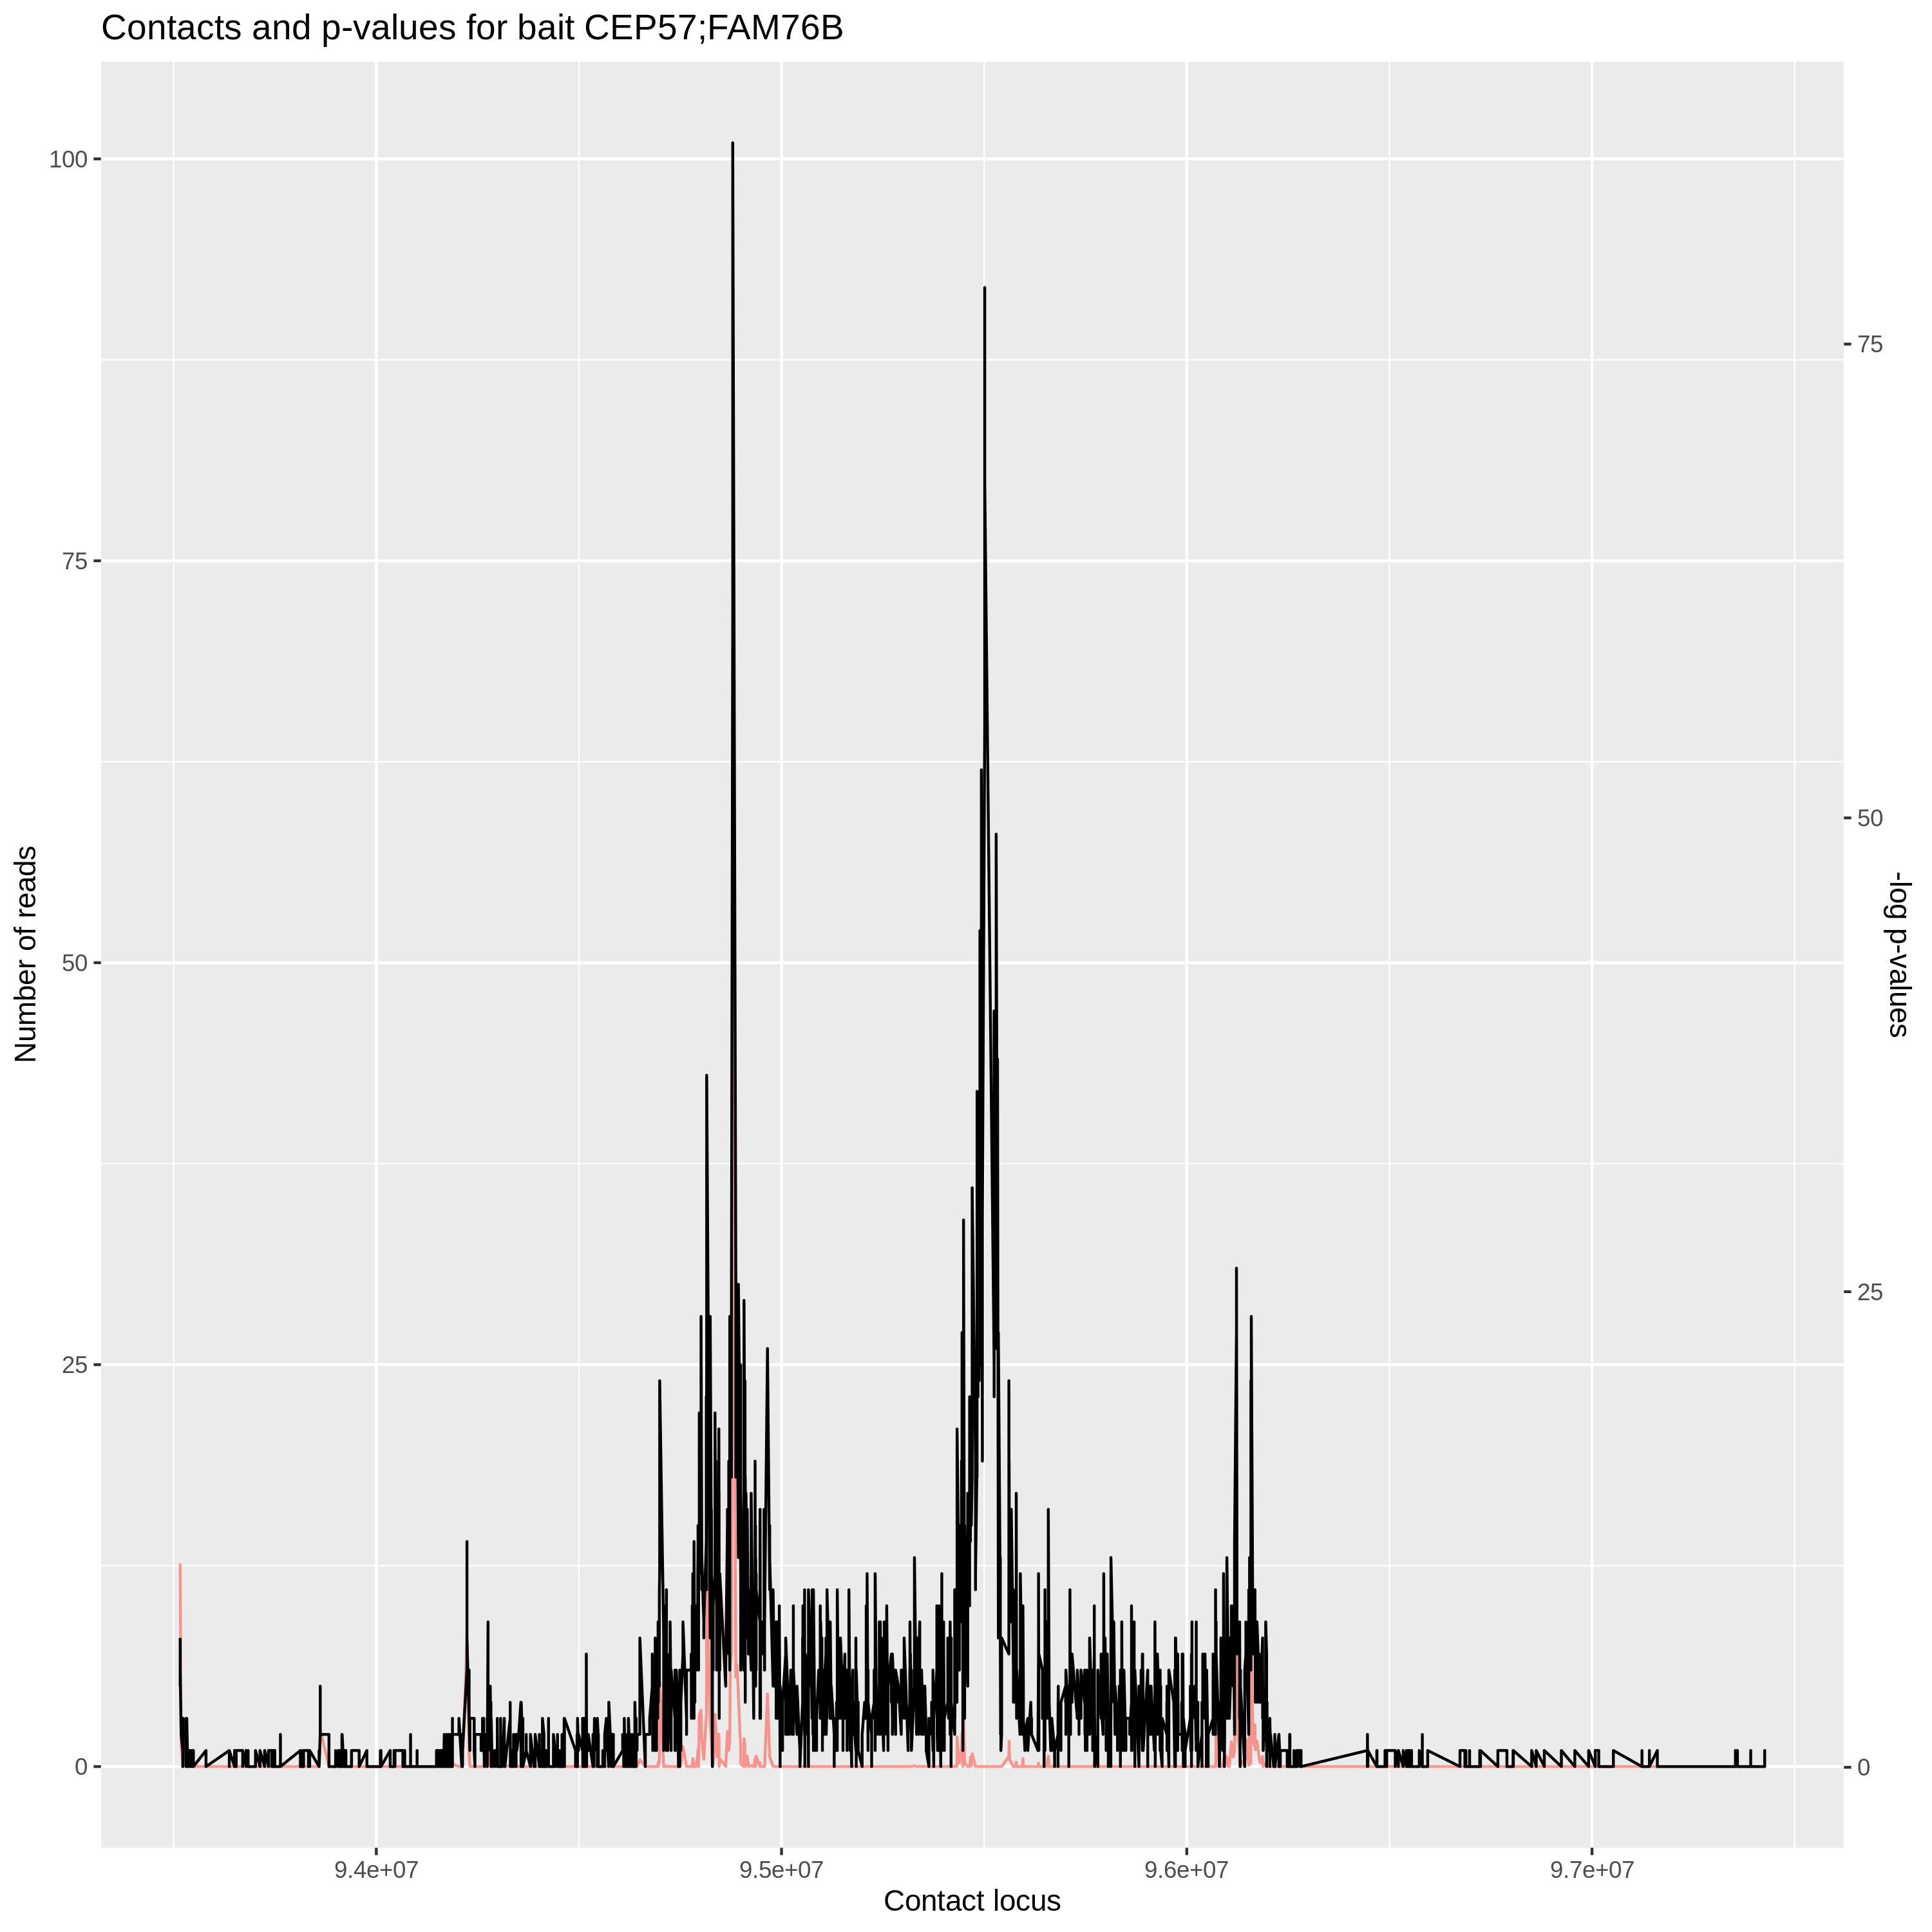 Contacts and p-values for bait CEP57;FAM76B
100
75
50
25
0
Number of reads
75
50
25
0
-log p-values
9.4e+07 9.5e+07 9.6e+07 9.7e+07
Contact locus